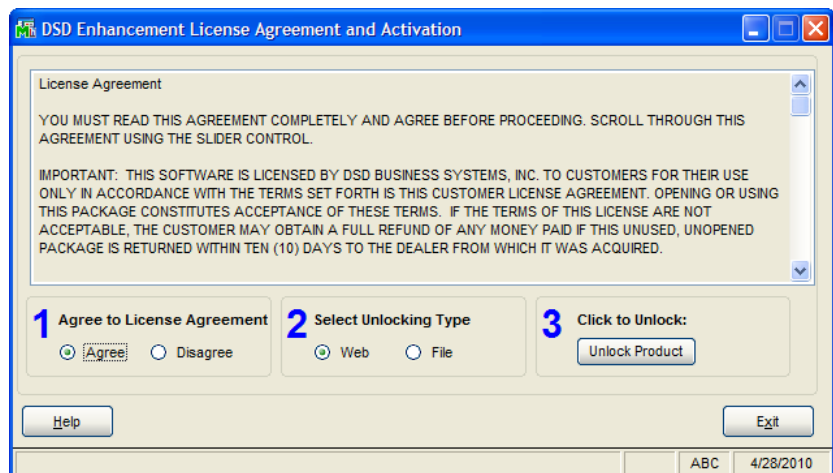 DSD Enhancement License Agreement and Activation
License Agreement
YOU MUST READ THIS AGREEMENT COMPLETELY AND AGREE BEFORE PROCEEDING. SCROLL THROUGH THIS
AGREEMENT USING THE SLIDER CONTROL.
IMPORTANT: THIS SOFTWARE IS LICENSED BY DSD BUSINESS SYSTEMS, INC. TO CUSTOMERS FOR THEIR USE
ONLY IN ACCORDANCE WITH THE TERMS SET FORTH IS THIS CUSTOMER LICENSE AGREEMENT. OPENING OR USING
THIS PACKAGE CONSTITUTES ACCEPTANCE OF THESE TERMS. IF THE TERMS OF THIS LICENSE ARE NOT
ACCEPTABLE, THE CUSTOMER MAY OBTAIN A FULL REFUND OF ANY MONEY PAID IF THIS UNUSED, UNOPENED
PACKAGE IS RETURNED WITHIN TEN (10) DAYS TO THE DEALER FROM WHICH IT WAS ACQUIRED.
1 Agree to License Agreement
Agree Disagree
2 Select Unlocking Type
Web File
3 Click to Unlock:
Unlock Product
Help
Exit
ABC 4/28/2010